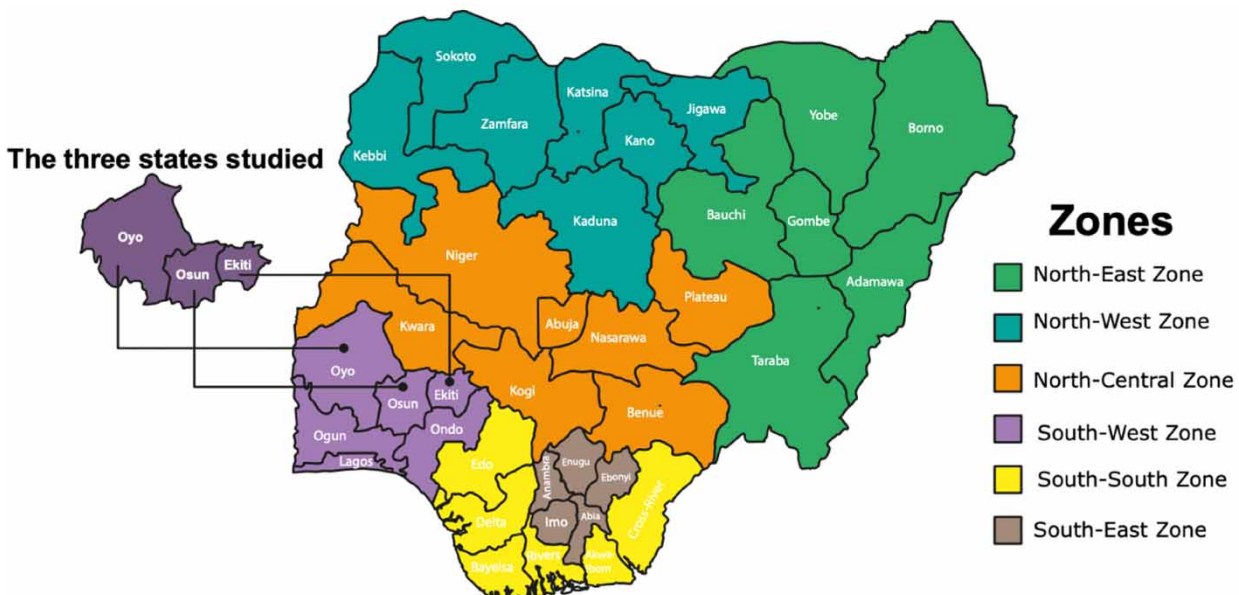 Sokoto
Katsina
Jigawa
Yobe
Borno
Zamfara
Kano
Kebbi
The three states studied
Kaduna
Bauchi
Gombe
Zones
Oyo
Osun
Ekiti
Niger
Adamawa
North-East Zone
Plateau
Kwara
Abuja
Nasarawa
North-West Zone
Taraba
Oyo
Osun
Ekiti
Kogi
Benue
North-Central Zone
Ogun
Ondo
South-West Zone
Lagos
Edo
Anambra
Enugu
Ebonyi
South-South Zone
Delta
Imo
Abia
Cross-River
South-East Zone
Bayelsa
Rivers
Akwa-
Ibom